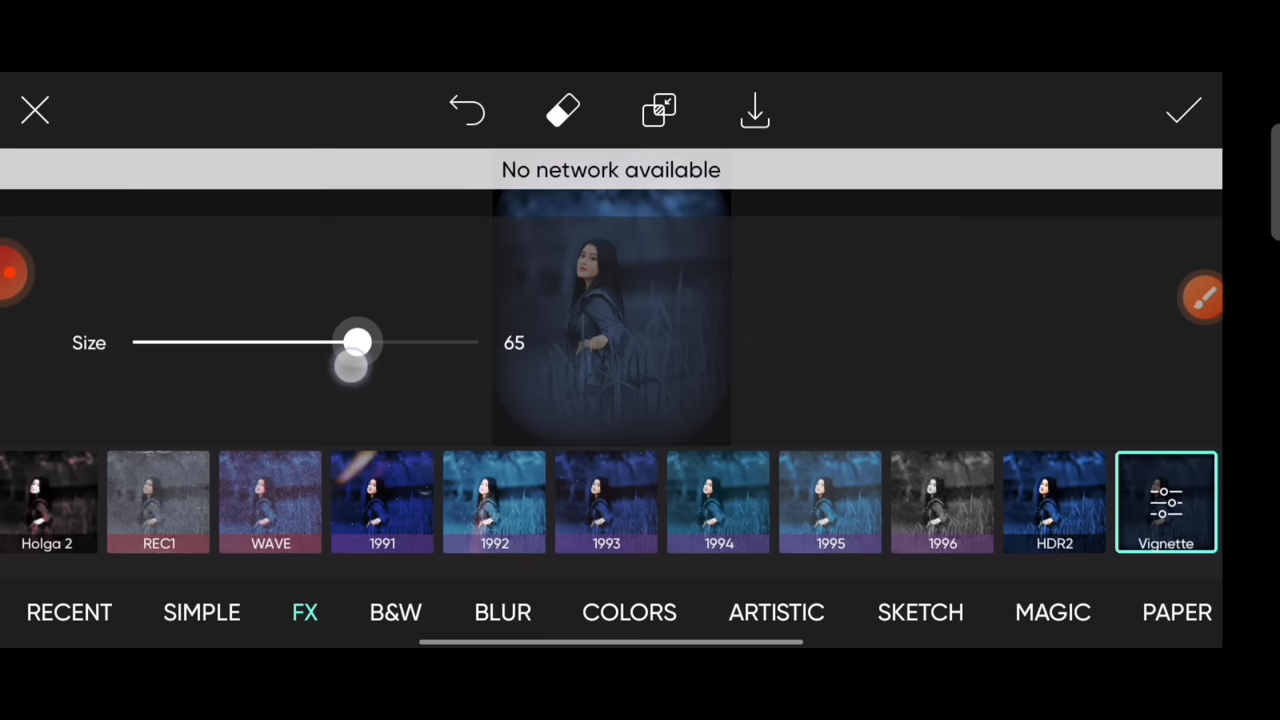 No network available
Size 65
Holga 2 REC1 WAVE 1991 1992 1993 1994 1995 1996 HDR2 Vignette
RECENT SIMPLE FX B&W BLUR COLORS ARTISTIC SKETCH MAGIC PAPER